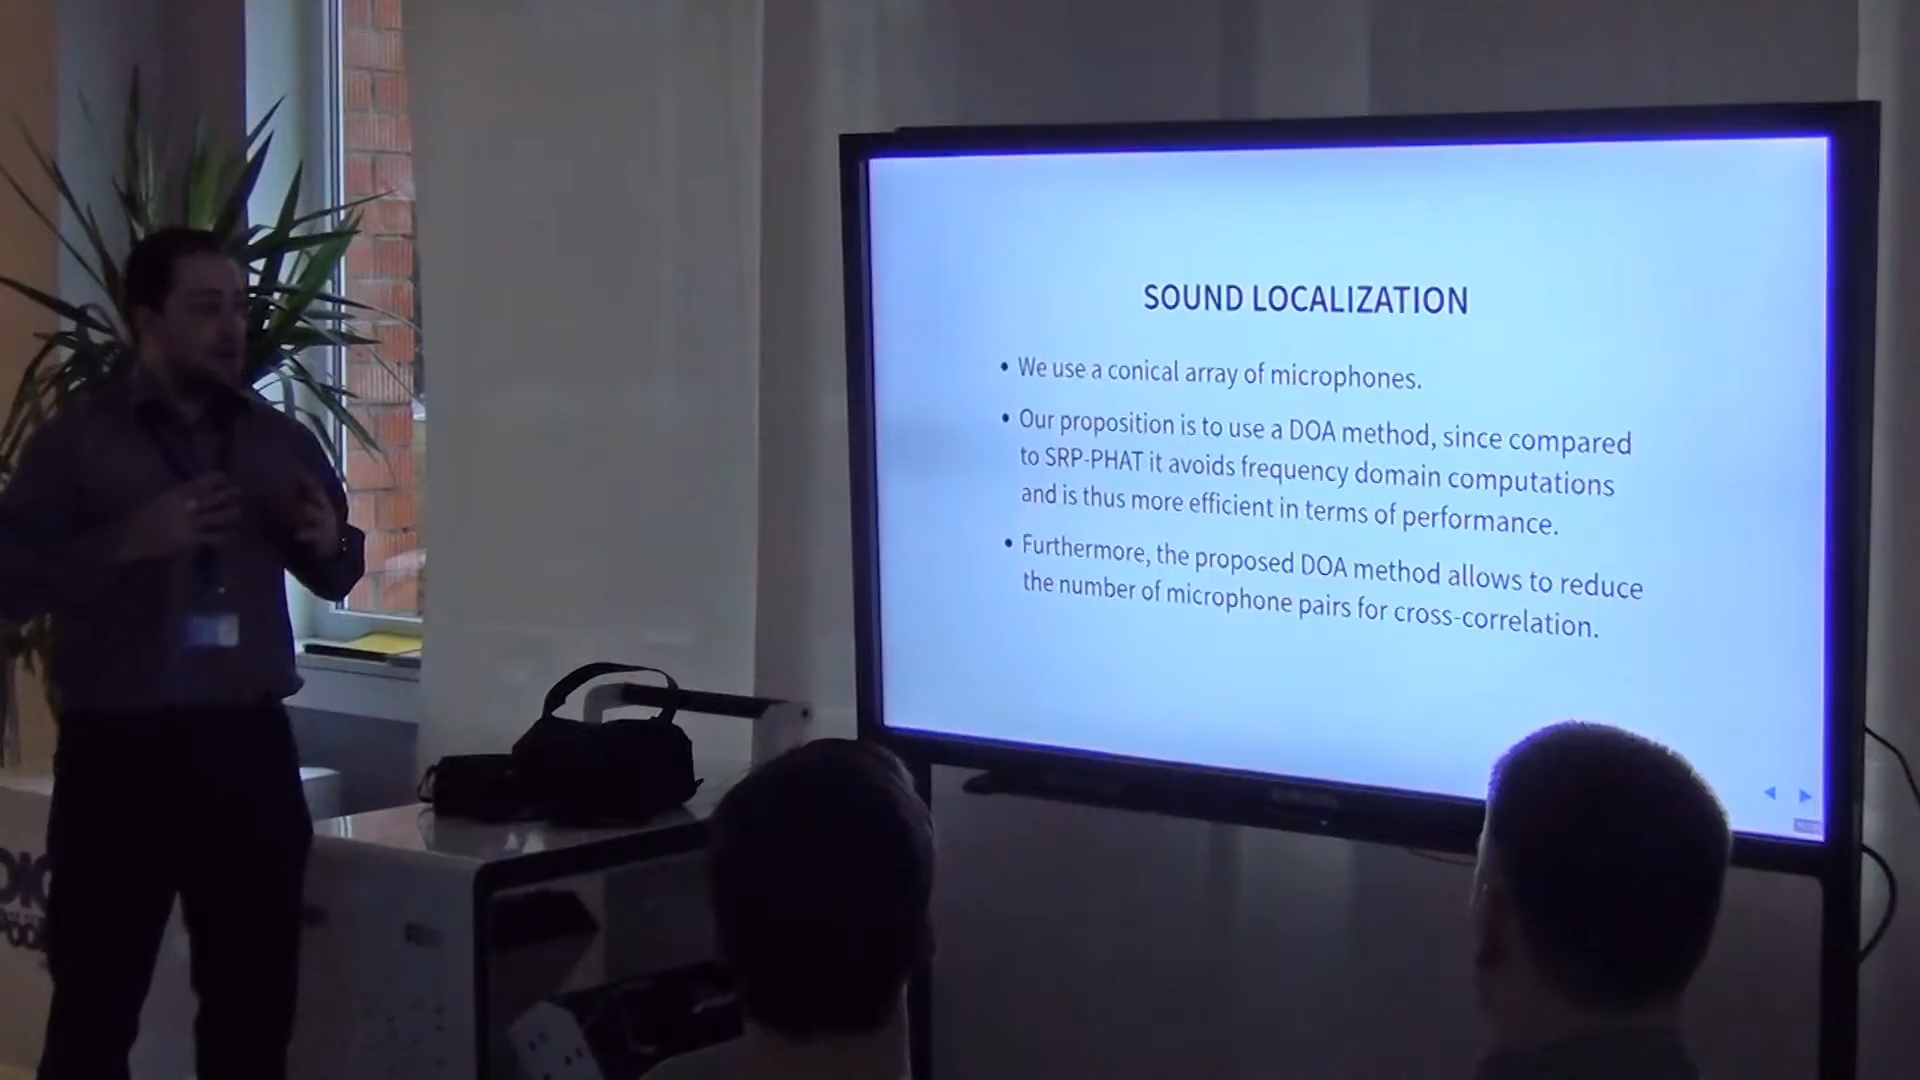 SOUND LOCALIZATION
• We use a conical array of microphones.
• Our proposition is to use a DOA method, since compared
to SRP-PHAT it avoids frequency domain computations
and is thus more efficient in terms of performance.
• Furthermore, the proposed DOA method allows to reduce
the number of microphone pairs for cross-correlation.